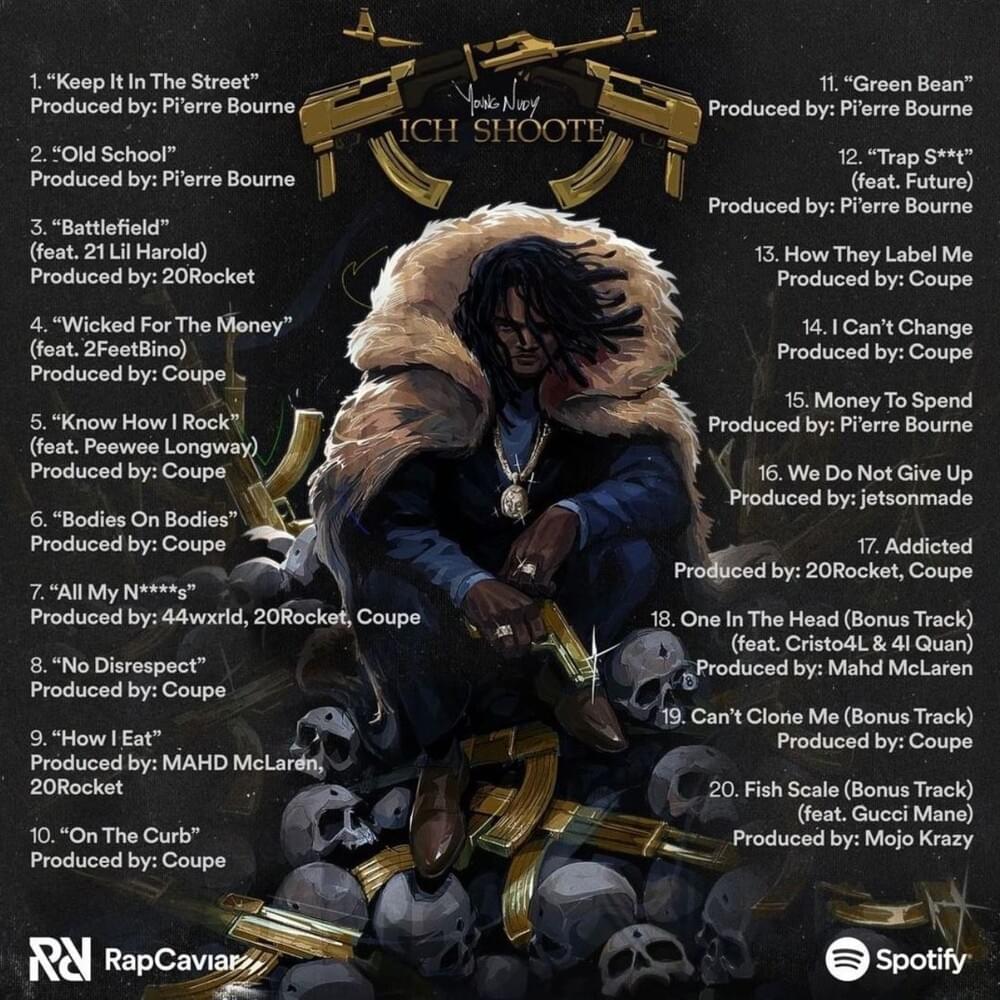 Young Nudy
ICH SHOOTE
1. “Keep It In The Street”
Produced by: Pi’erre Bourne
2. “Old School”
Produced by: Pi’erre Bourne
3. “Battlefield”
(feat. 21 Lil Harold)
Produced by: 20Rocket
4. “Wicked For The Money”
(feat. 2FeetBino)
Produced by: Coupe
5. “Know How I Rock”
(feat. Peewee Longway)
Produced by: Coupe
6. “Bodies On Bodies”
Produced by: Coupe
7. “All My N****s”
Produced by: 44wxrld, 20Rocket, Coupe
8. “No Disrespect”
Produced by: Coupe
9. “How I Eat”
Produced by: MAHD McLaren,
20Rocket
10. “On The Curb”
Produced by: Coupe
11. “Green Bean”
Produced by: Pi’erre Bourne
12. “Trap S**t”
(feat. Future)
Produced by: Pi’erre Bourne
13. How They Label Me
Produced by: Coupe
14. I Can’t Change
Produced by: Coupe
15. Money To Spend
Produced by: Pi’erre Bourne
16. We Do Not Give Up
Produced by: jetsonmade
17. Addicted
Produced by: 20Rocket, Coupe
18. One In The Head (Bonus Track)
(feat. Cristo4L & 4l Quan)
Produced by: Mahd McLaren
19. Can’t Clone Me (Bonus Track)
Produced by: Coupe
20. Fish Scale (Bonus Track)
(feat. Gucci Mane)
Produced by: Mojo Krazy
8
RapCaviar
Spotify